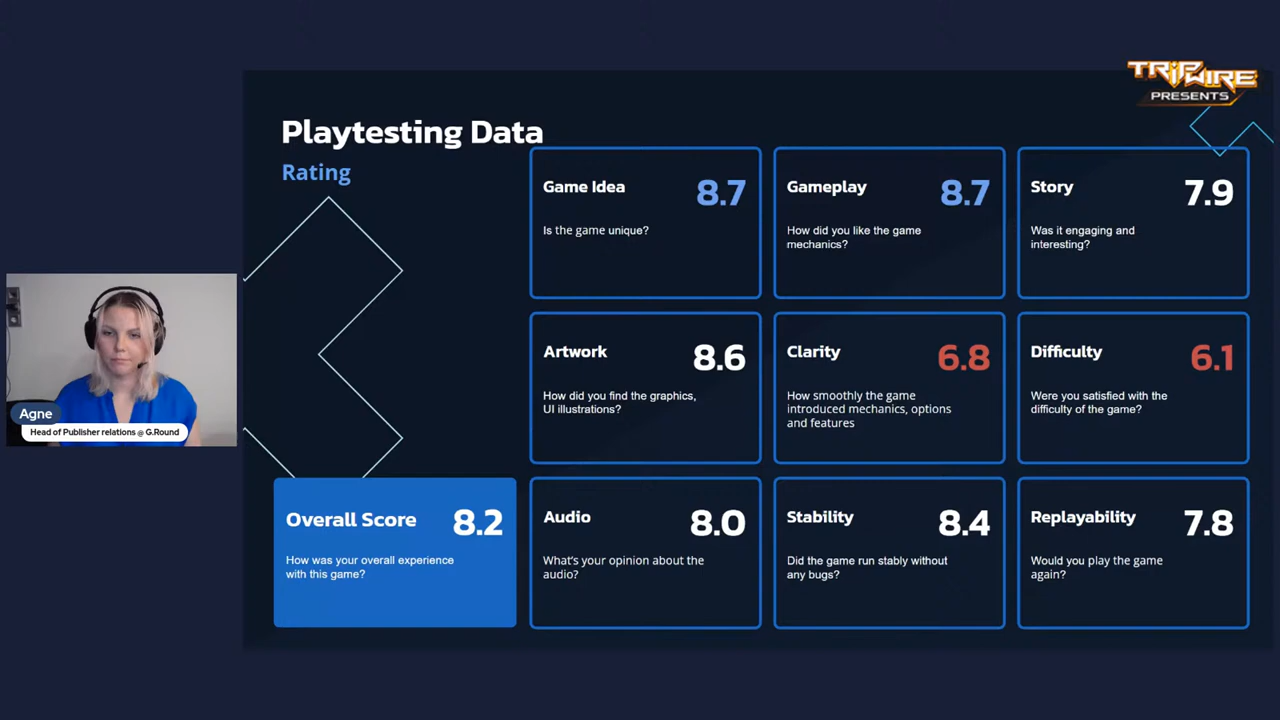 TRIPWIRE
PRESENTS
Playtesting Data
Rating
Game Idea 8.7
Is the game unique?
Gameplay 8.7
How did you like the game
mechanics?
Story 7.9
Was it engaging and
interesting?
Artwork 8.6
How did you find the graphics,
UI illustrations?
Clarity 6.8
How smoothly the game
introduced mechanics, options
and features
Difficulty 6.1
Were you satisfied with the
difficulty of the game?
Agne
Head of Publisher relations @ G.Round
Overall Score 8.2
How was your overall experience
with this game?
Audio 8.0
What's your opinion about the
audio?
Stability 8.4
Did the game run stably without
any bugs?
Replayability 7.8
Would you play the game
again?